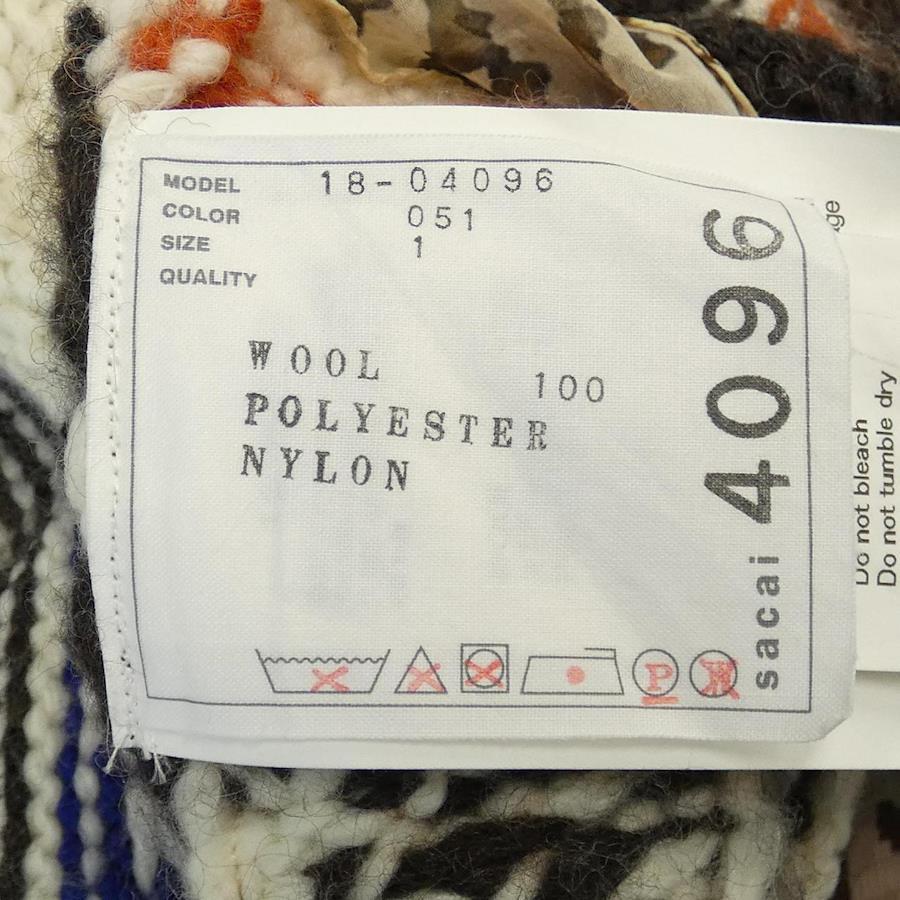 MODEL 18-04096
COLOR 051
SIZE 1
QUALITY
WOOL 100
POLYESTER
NYLON
P
W
sacai 4096
Do not bleach
Do not tumble dry